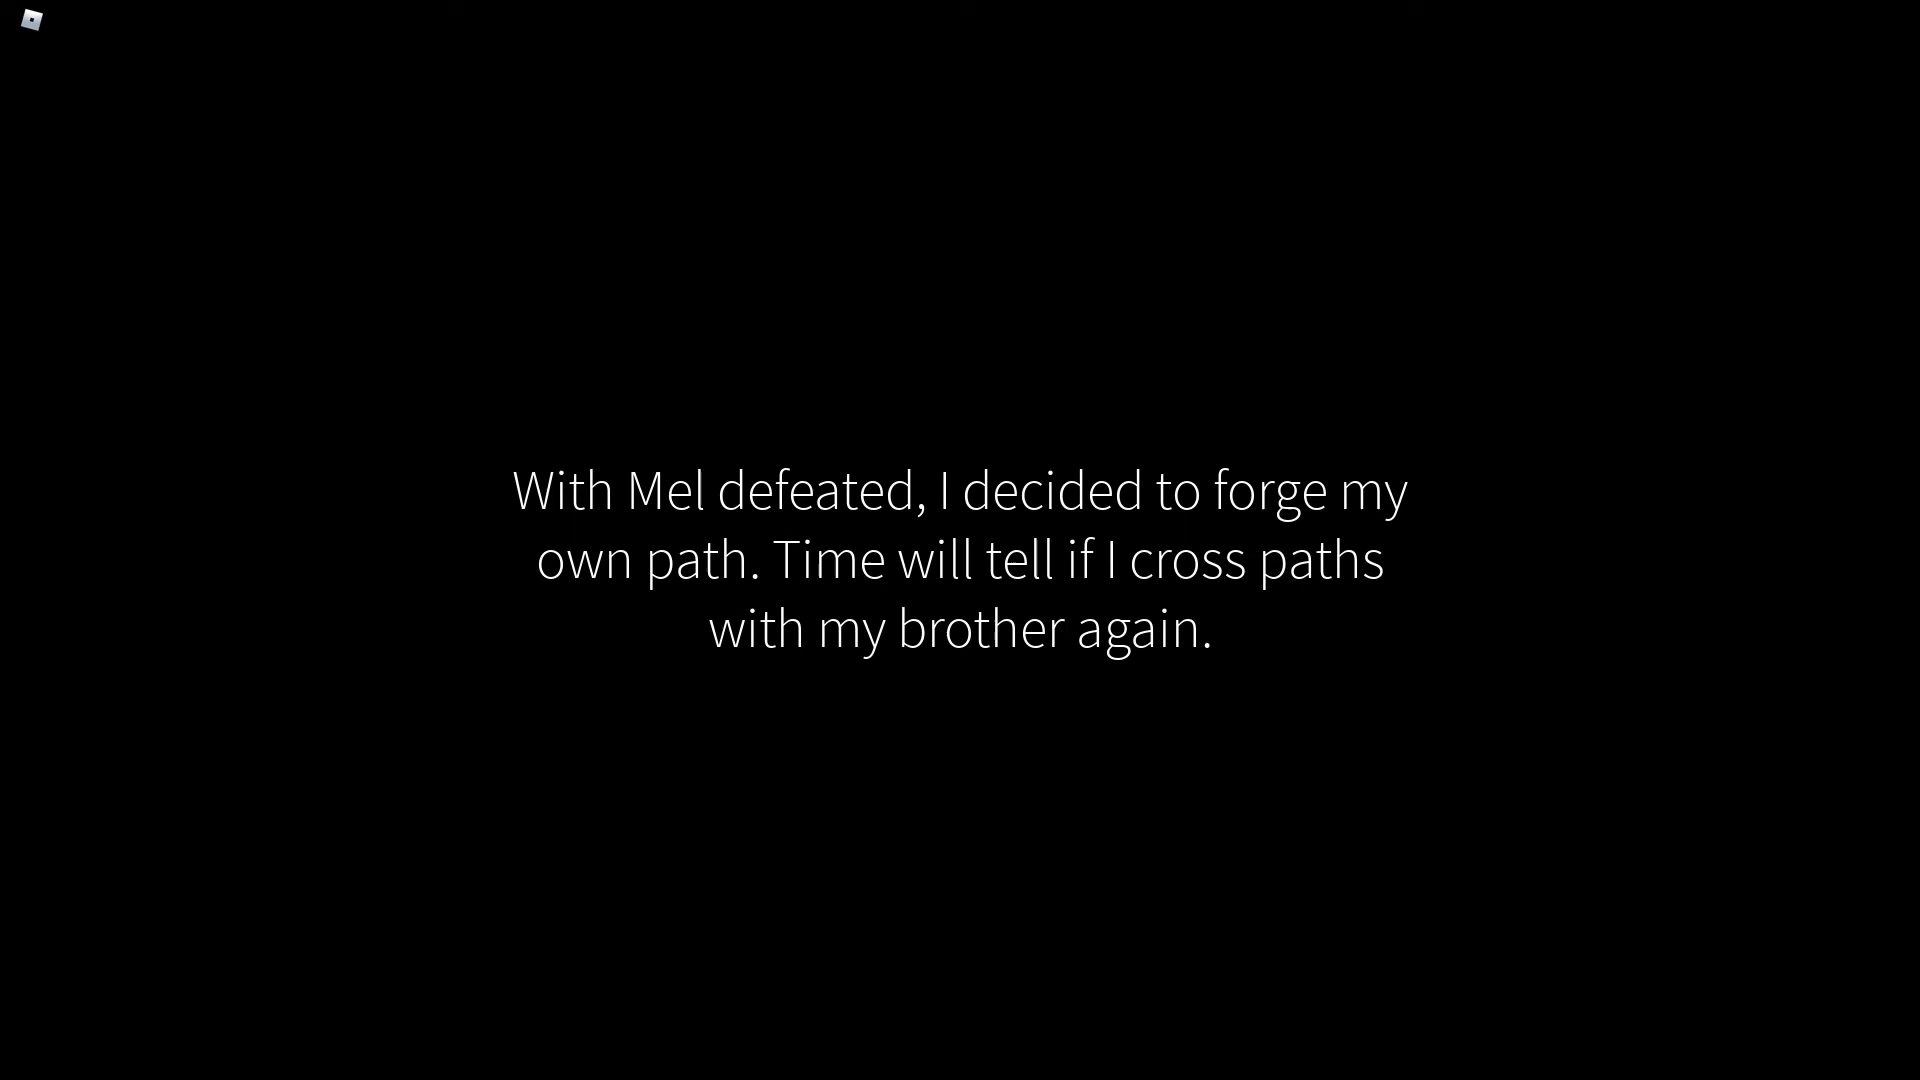 With Mel defeated, I decided to forge my
own path. Time will tell if I cross paths
with my brother again.